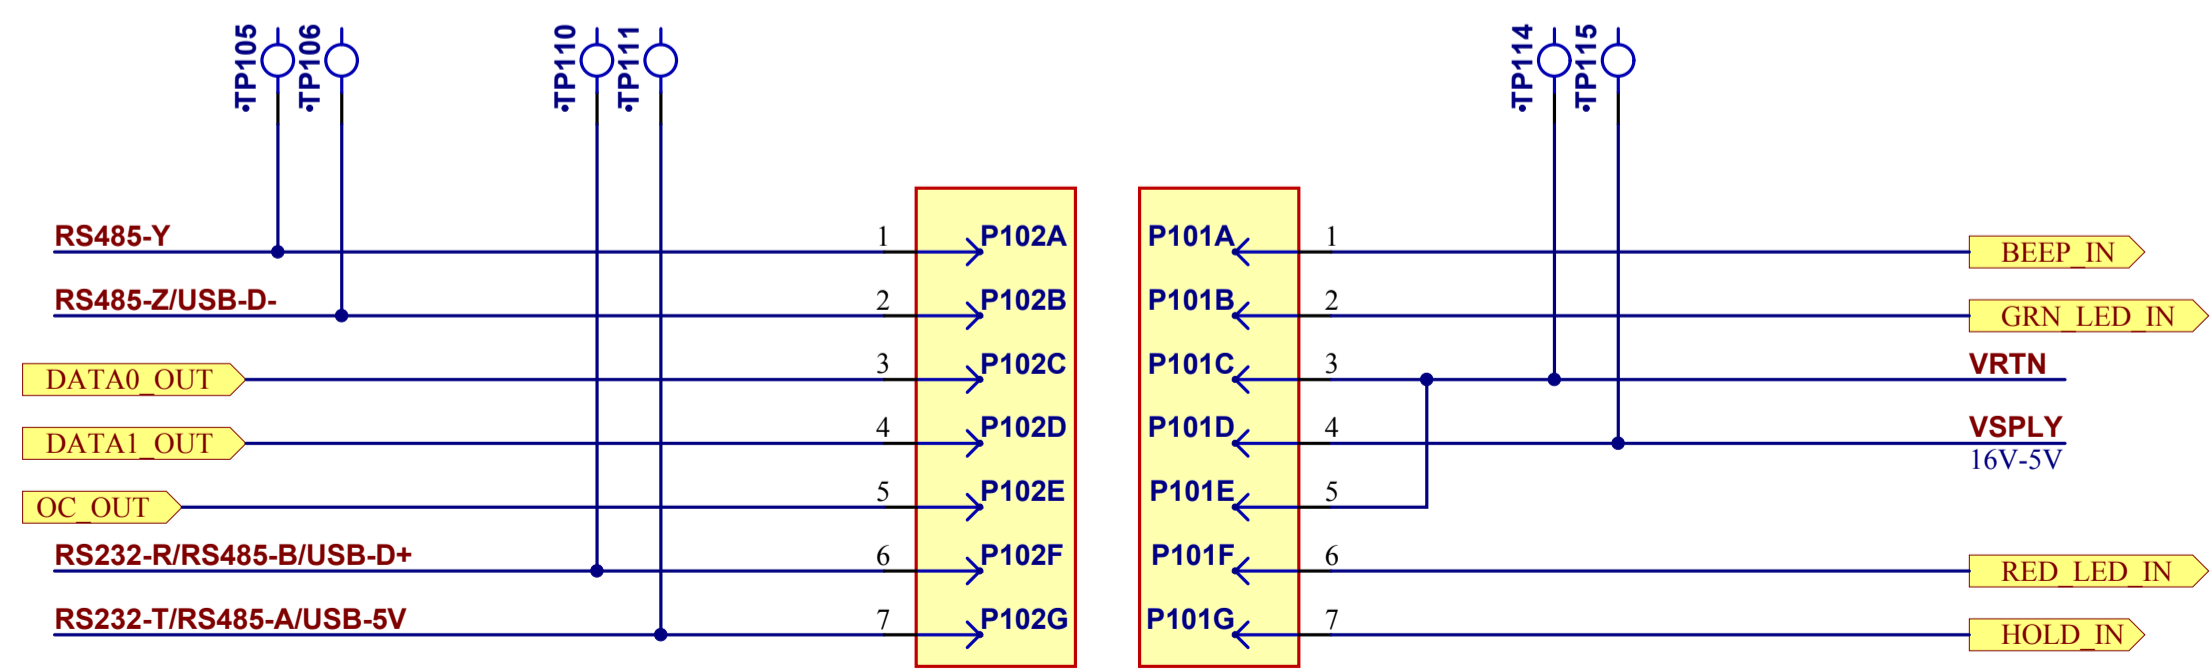 •TP105
•TP106
•TP110
•TP111
•TP114
•TP115
RS485-Y 1 P102A P101A 1 BEEP_IN
RS485-Z/USB-D- 2 P102B P101B 2 GRN_LED_IN
DATA0_OUT 3 P102C P101C 3 VRTN
DATA1_OUT 4 P102D P101D 4 VSPLY
16V-5V
OC_OUT 5 P102E P101E 5
RS232-R/RS485-B/USB-D+ 6 P102F P101F 6 RED_LED_IN
RS232-T/RS485-A/USB-5V 7 P102G P101G 7 HOLD_IN